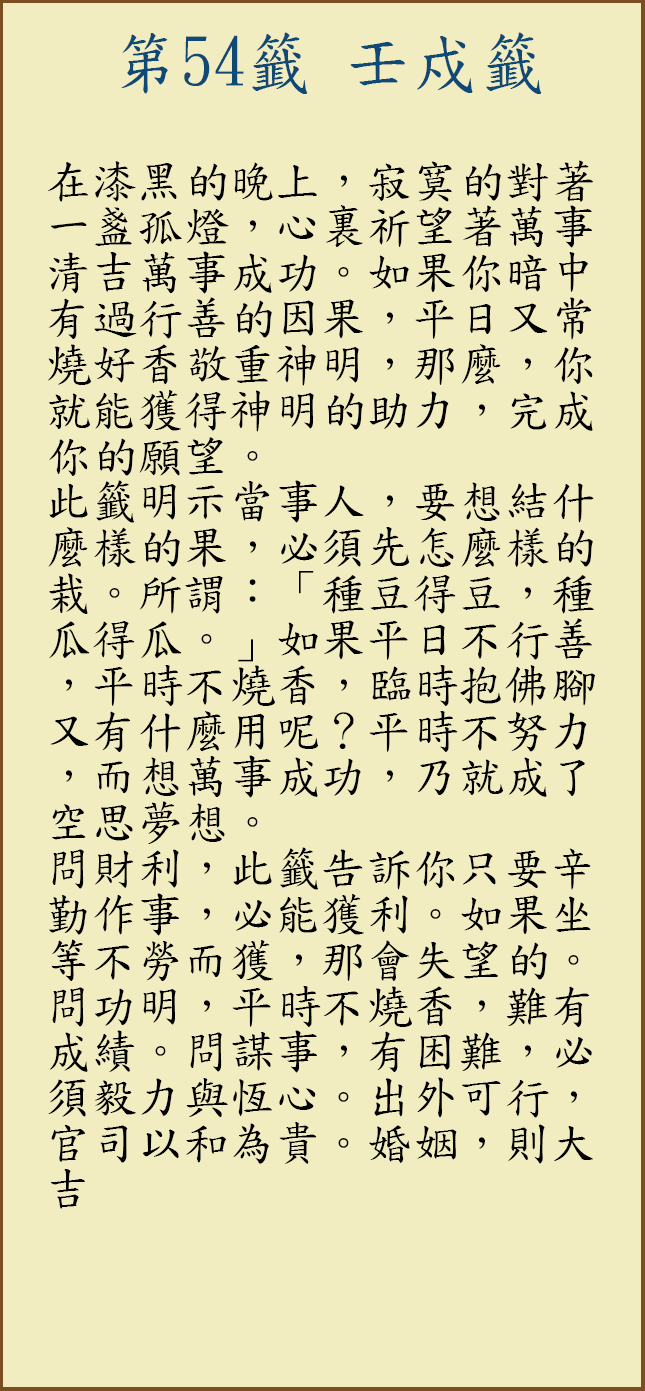 第54籤 壬戍籤
在漆黑的晚上，寂寞的對著
一盞孤燈，心裏祈望著萬事
清吉萬事成功。如果你暗中
有過行善的因果，平日又常
燒好香敬重神明，那麼，你
就能獲得神明的助力，完成
你的願望。
此籤明示當事人，要想結什
麼樣的果，必須先怎麼樣的
栽。所謂：「種豆得豆，種
瓜得瓜。」如果平日不行善
，平時不燒香，臨時抱佛腳
又有什麼用呢？平時不努力
，而想萬事成功，乃就成了
空思夢想。
問財利，此籤告訴你只要辛
勤作事，必能獲利。如果坐
等不勞而獲，那會失望的。
問功明，平時不燒香，難有
成績。問謀事，有困難，必
須毅力與恆心。出外可行，
官司以和為貴。婚姻，則大
吉